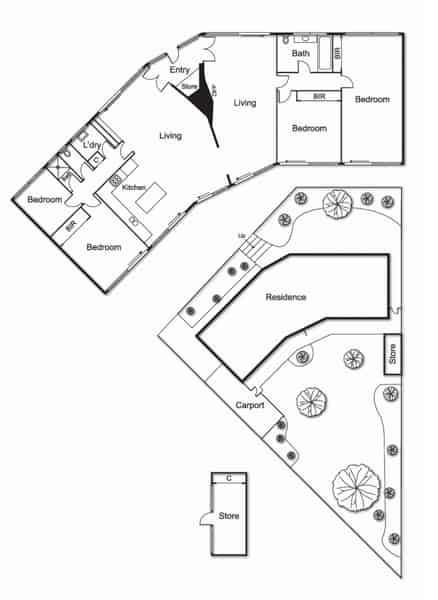 Bath
BIR
Entry
Store
Living
BIR
Bedroom
Bedroom
Living
L'dry
C
Kitchen
Bedroom
BIR
Bedroom
Up
Residence
Store
Carport
C
Store